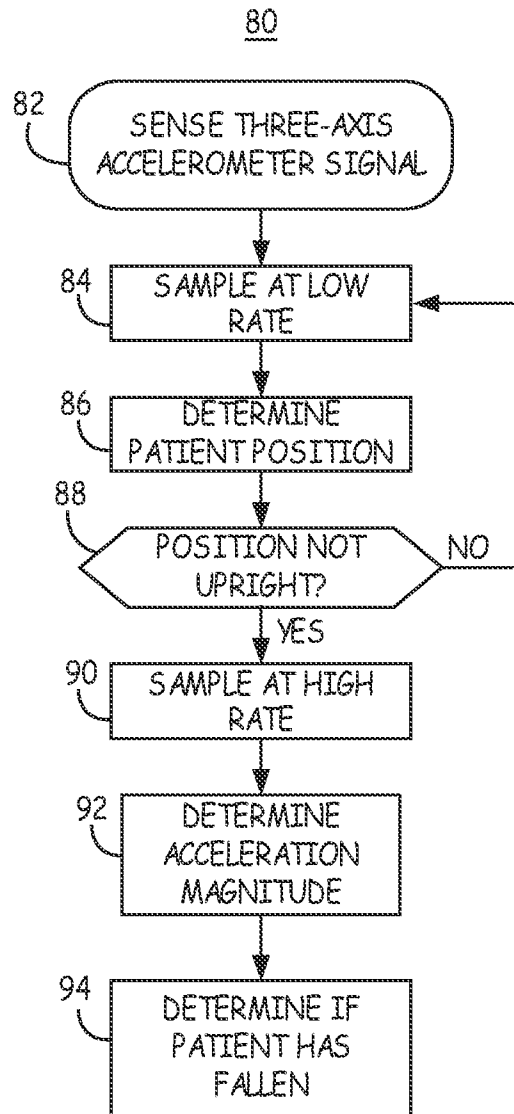 80
82
SENSE THREE-AXIS
ACCELEROMETER SIGNAL
84
SAMPLE AT LOW
RATE
86
DETERMINE
PATIENT POSITION
88
POSITION NOT
UPRIGHT?
NO
YES
90
SAMPLE AT HIGH
RATE
92
DETERMINE
ACCELERATION
MAGNITUDE
94
DETERMINE IF
PATIENT HAS
FALLEN